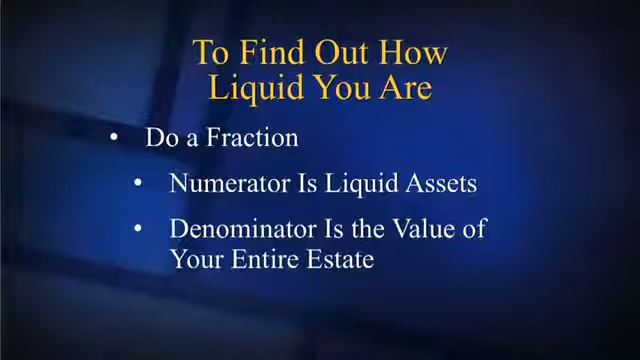 To Find Out How
Liquid You Are
• Do a Fraction
• Numerator Is Liquid Assets
• Denominator Is the Value of
Your Entire Estate